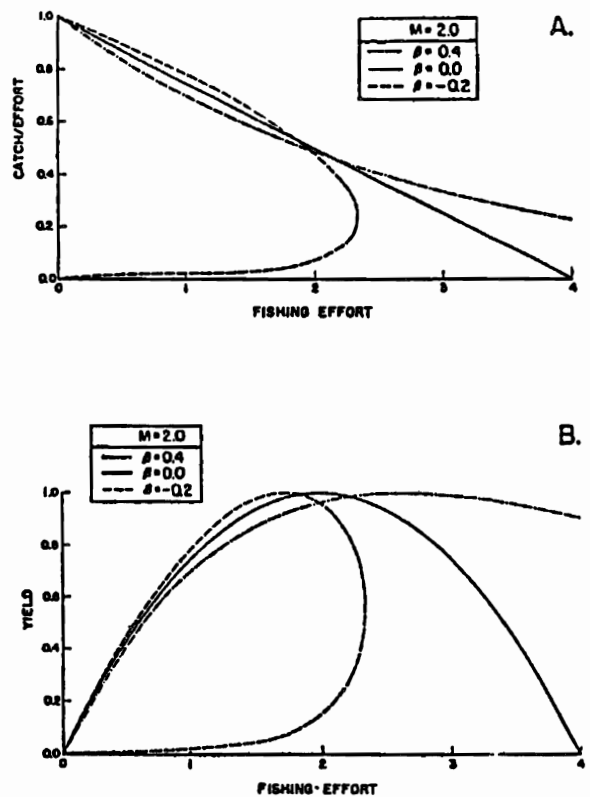 A.
M = 2.0
β = 0.4
β = 0.0
β = -0.2
1.0
0.8
0.6
0.4
0.2
0.0
CATCH/EFFORT
0
1
2
3
4
FISHING EFFORT
B.
M = 2.0
β = 0.4
β = 0.0
β = -0.2
1.0
0.8
0.6
0.4
0.2
0.0
YIELD
0
1
2
3
4
FISHING-EFFORT